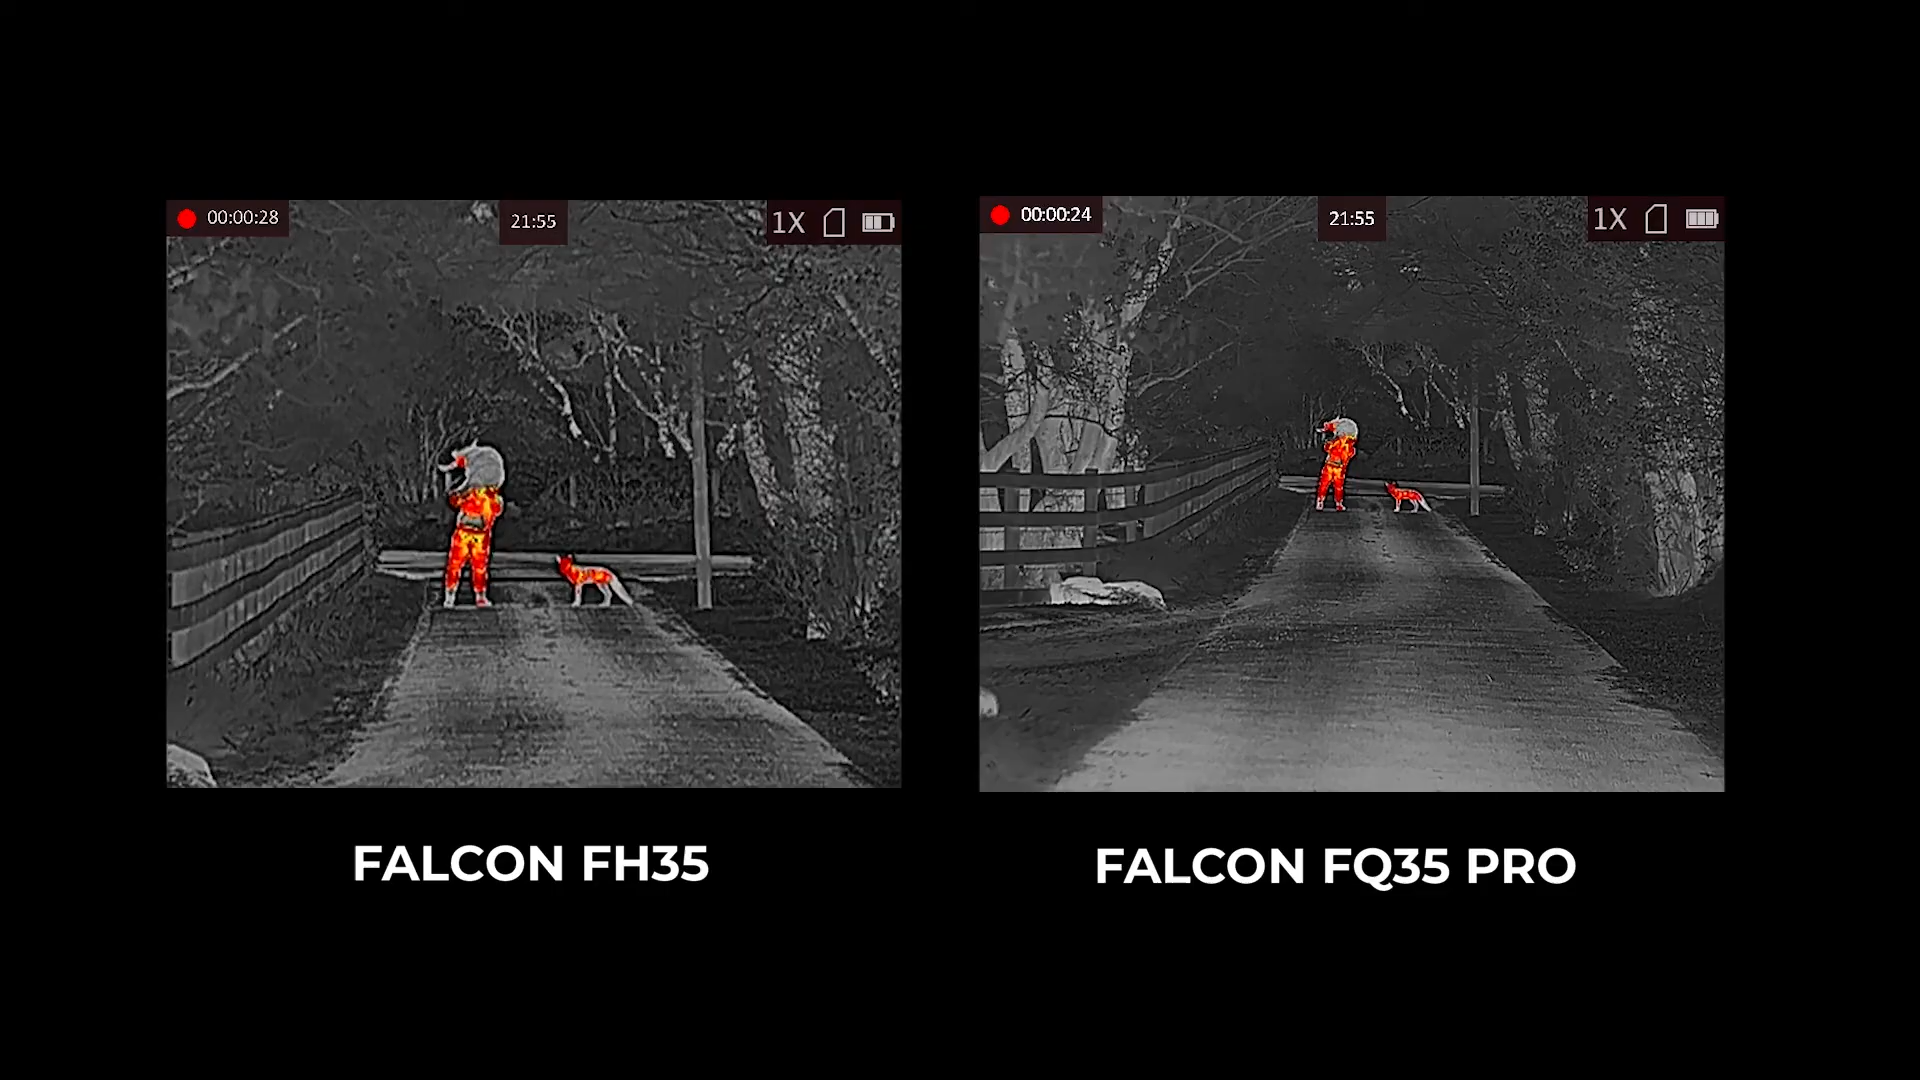 00:00:28
21:55
1X
00:00:24
21:55
1X
FALCON FH35
FALCON FQ35 PRO